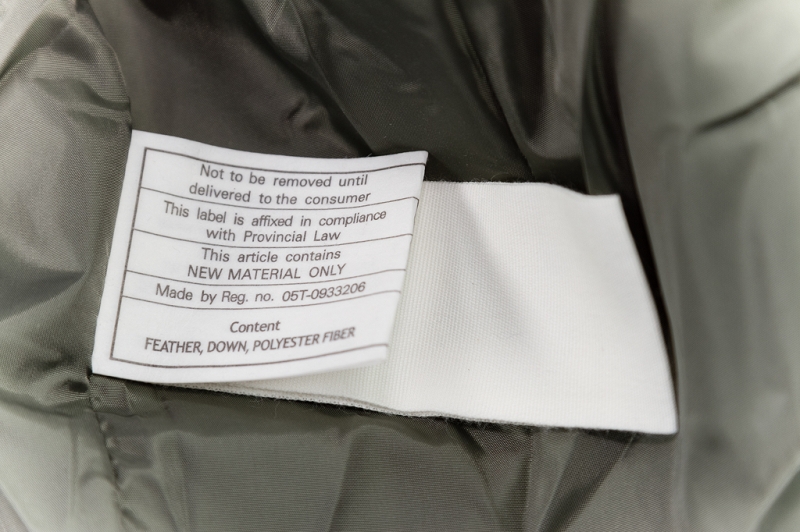 Not to be removed until
delivered to the consumer
This label is affixed in compliance
with Provincial Law
This article contains
NEW MATERIAL ONLY
Made by Reg. no. 05T-0933206
Content
FEATHER, DOWN, POLYESTER FIBER